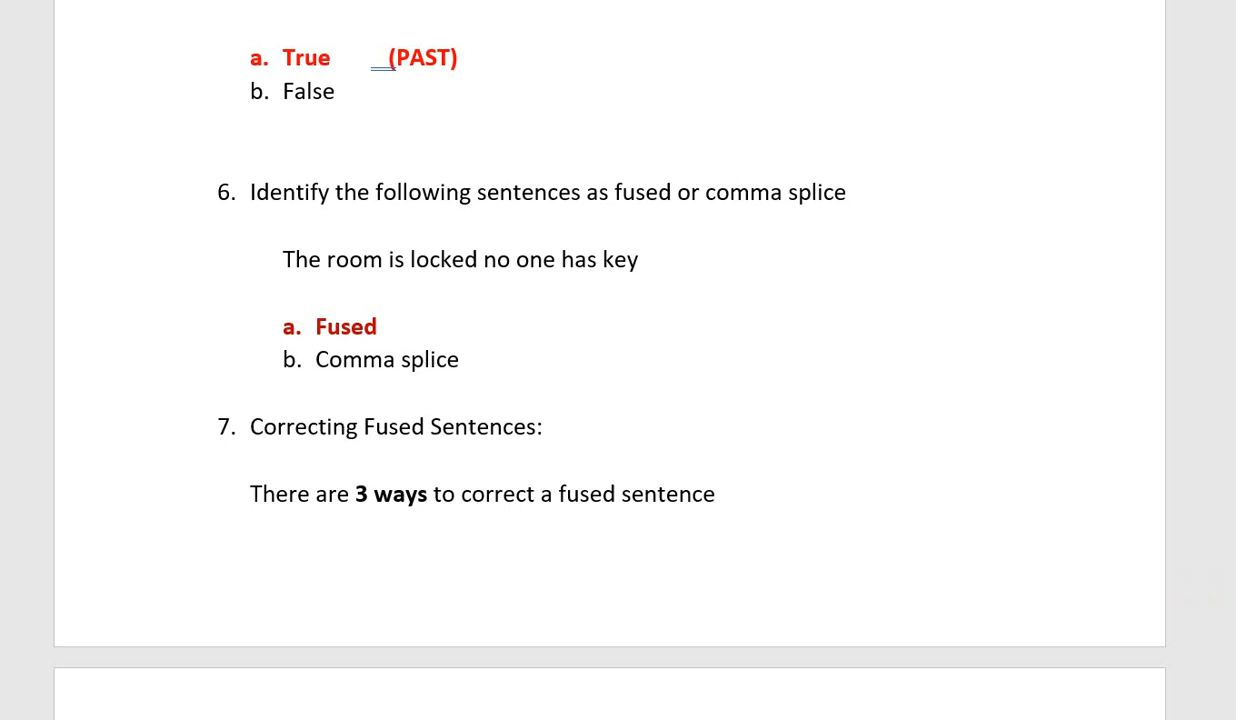 a. True __(PAST)
b. False
6. Identify the following sentences as fused or comma splice
The room is locked no one has key
a. Fused
b. Comma splice
7. Correcting Fused Sentences:
There are 3 ways to correct a fused sentence